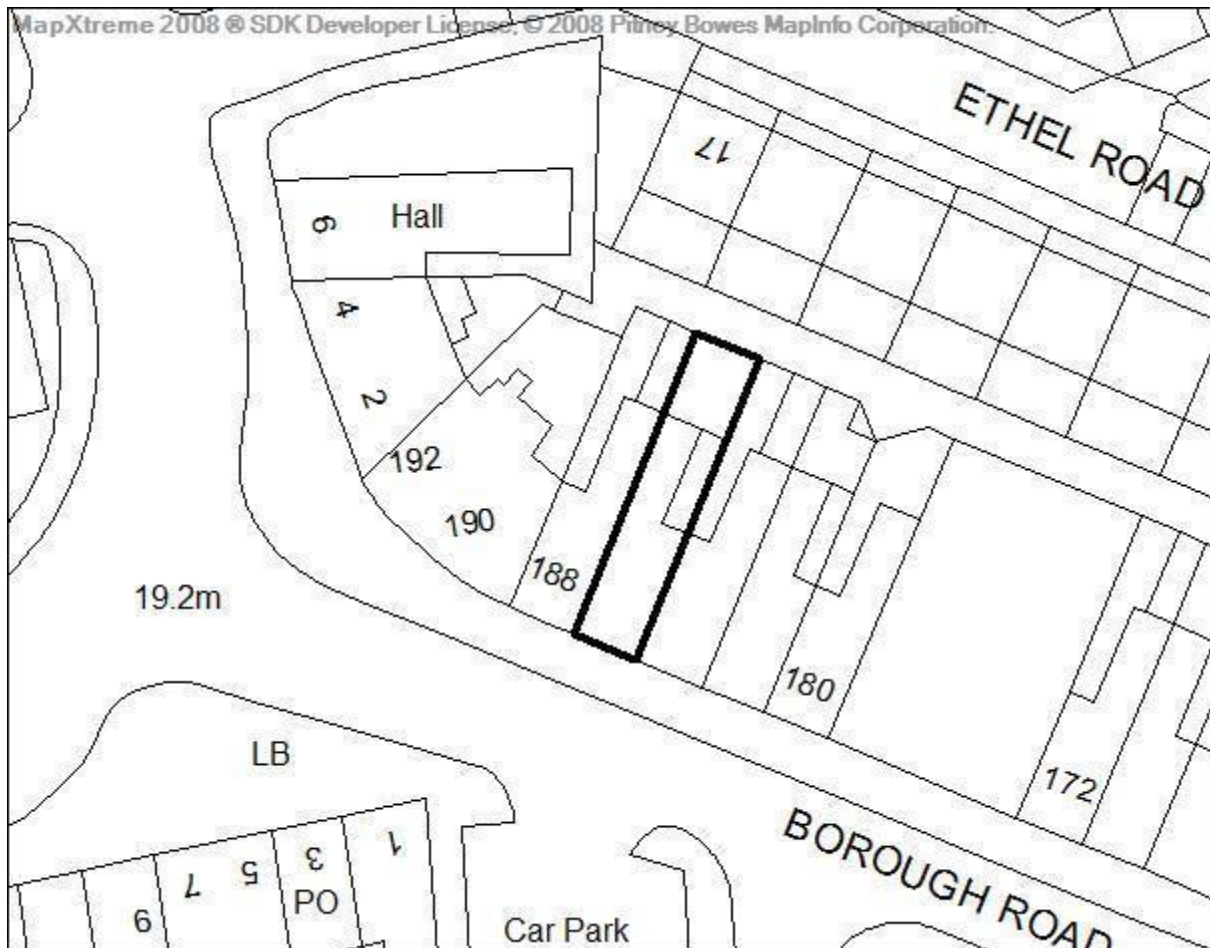 MapXtreme 2008 ® SDK Developer License, © 2008 Pitney Bowes MapInfo Corporation.
ETHEL ROAD
17
6
Hall
4
2
192
190
188
19.2m
180
LB
172
BOROUGH ROAD
1
3
5
7
PO
9
Car Park